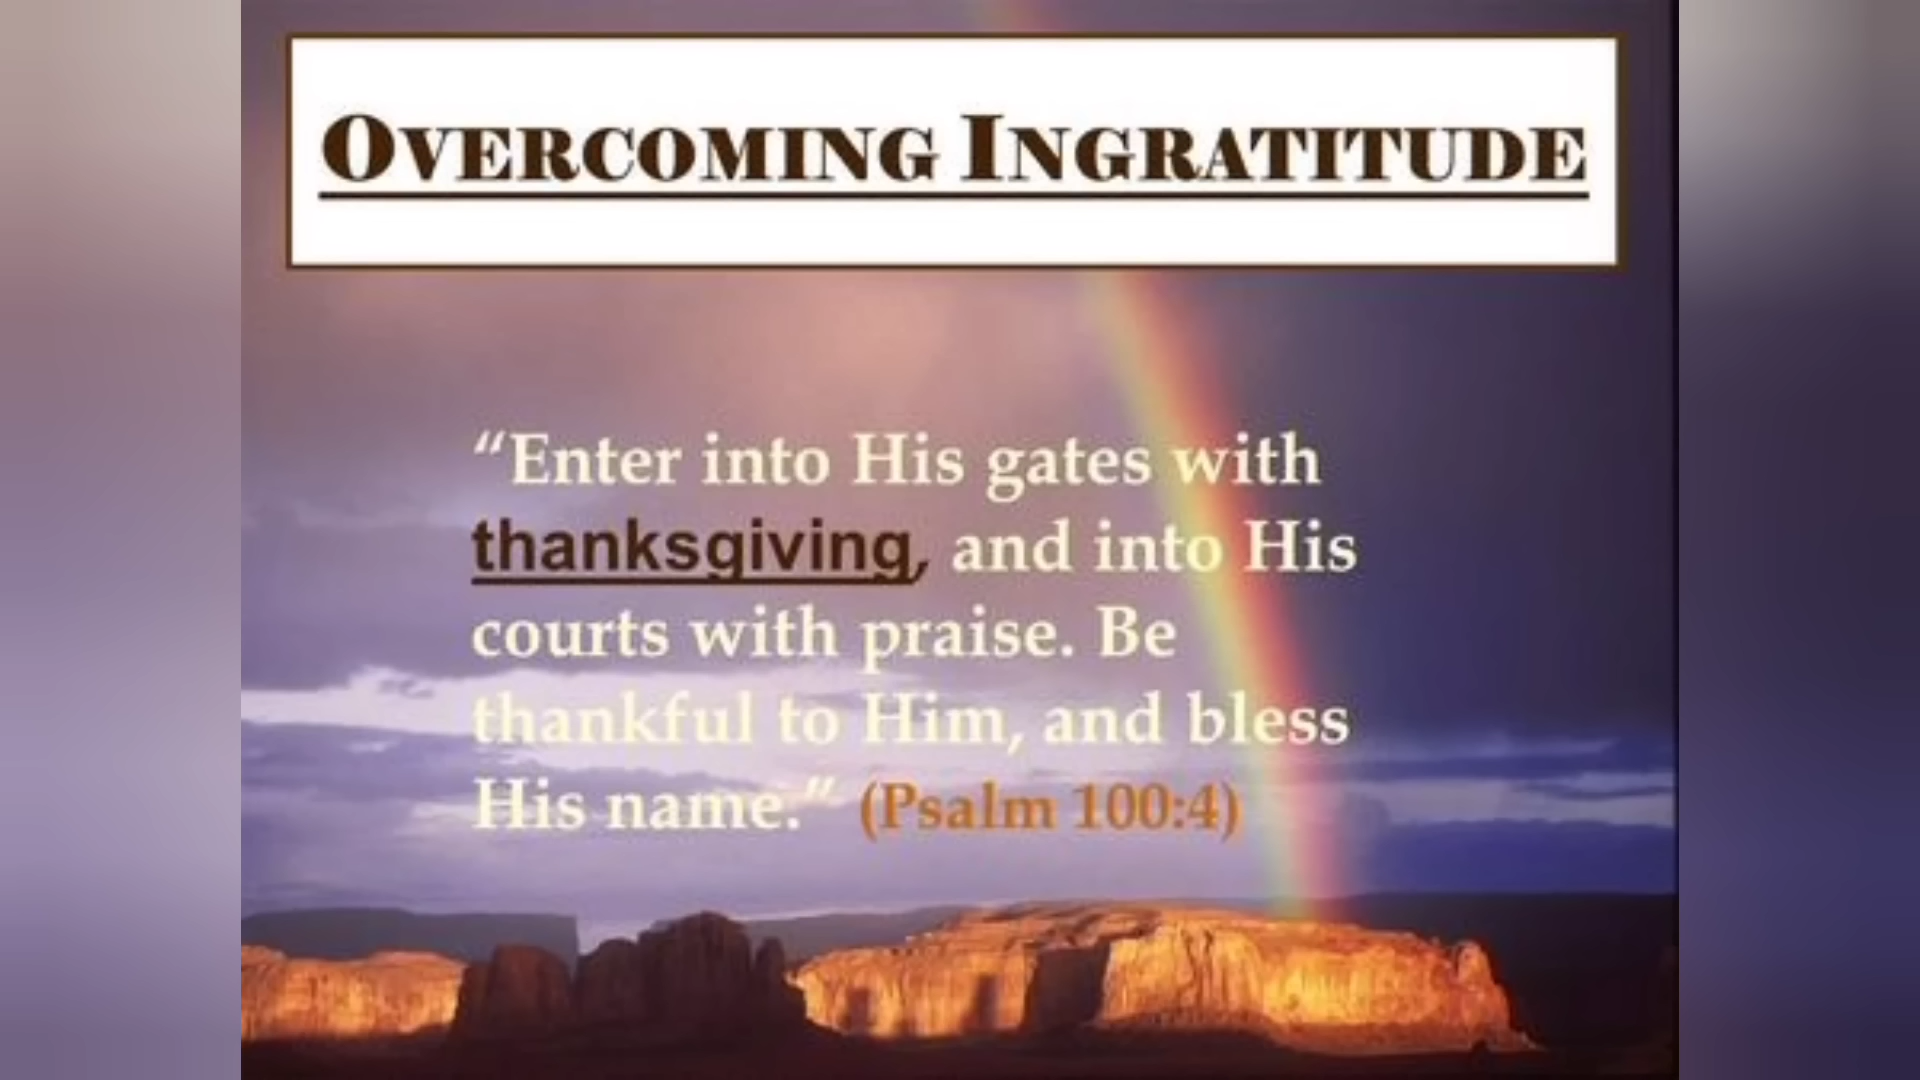 OVERCOMING INGRATITUDE
“Enter into His gates with
thanksgiving, and into His
courts with praise. Be
thankful to Him, and bless
His name.” (Psalm 100:4)